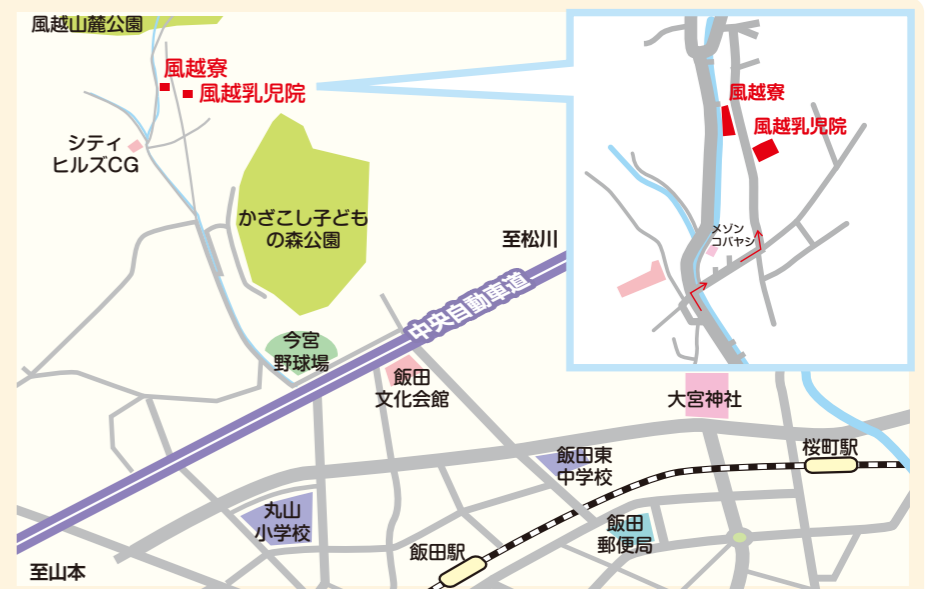 風越山麓公園
風越寮
風越乳児院
シティ
ヒルズCG
かざこし子ども
の森公園
至松川
中央自動車道
今宮
野球場
飯田
文化会館
風越寮
風越乳児院
メゾン
コバヤシ
大宮神社
桜町駅
飯田東
中学校
丸山
小学校
飯田
郵便局
飯田駅
至山本